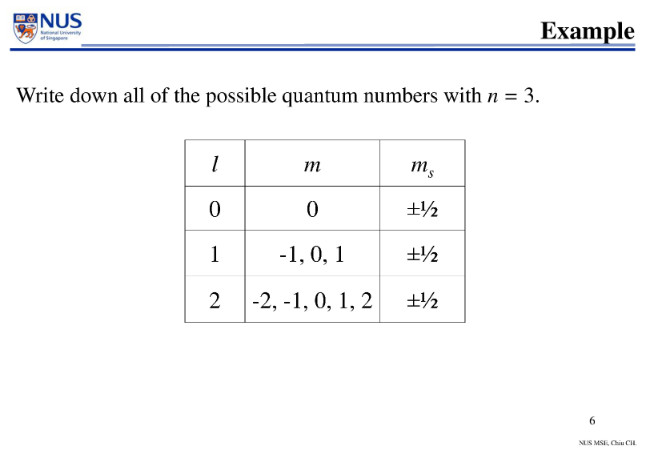 NUS
National University
of Singapore
Example
Write down all of the possible quantum numbers with n = 3.
l m mₛ
0 0 ±½
1 -1, 0, 1 ±½
2 -2, -1, 0, 1, 2 ±½
6
NUS MSE, Chiu CH.